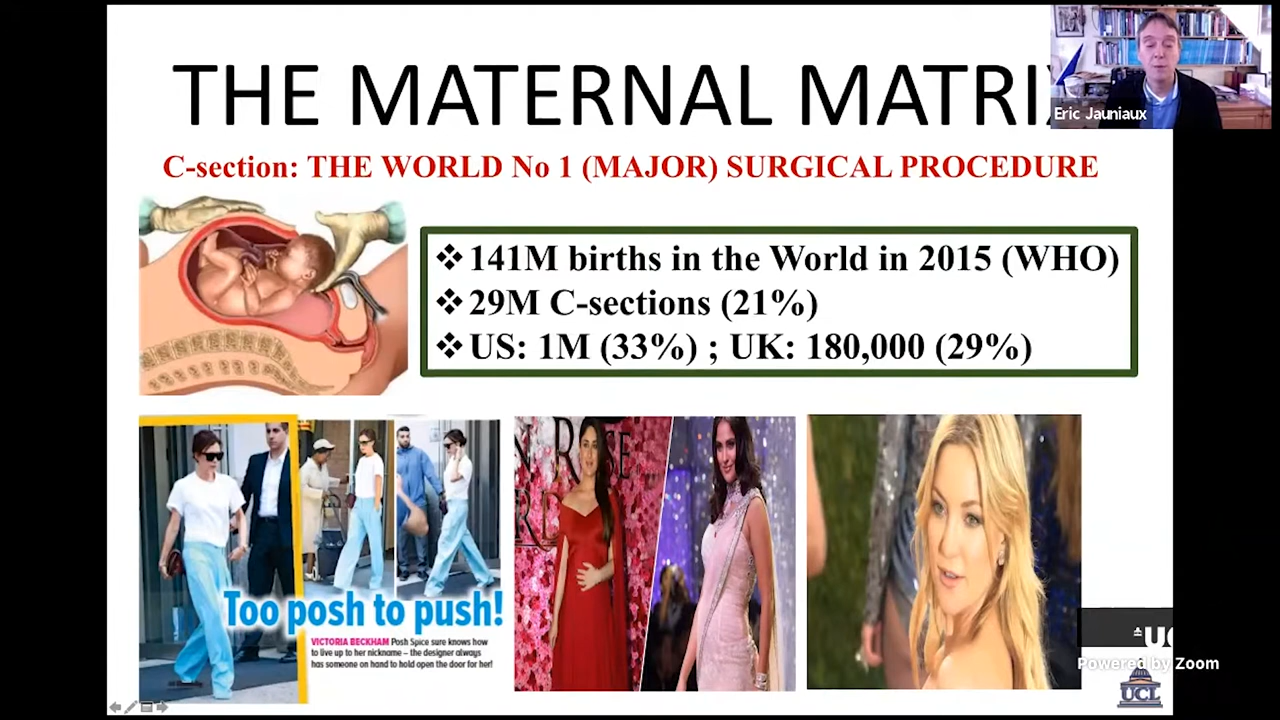 THE MATERNAL MATRI
Eric Jauniaux
C-section: THE WORLD No 1 (MAJOR) SURGICAL PROCEDURE
❖141M births in the World in 2015 (WHO)
❖29M C-sections (21%)
❖US: 1M (33%) ; UK: 180,000 (29%)
Too posh to push!
VICTORIA BECKHAM Posh Spice sure knows how
to live up to her nickname – the designer always
has someone on hand to hold open the door for her!
Powered by Zoom
UCL